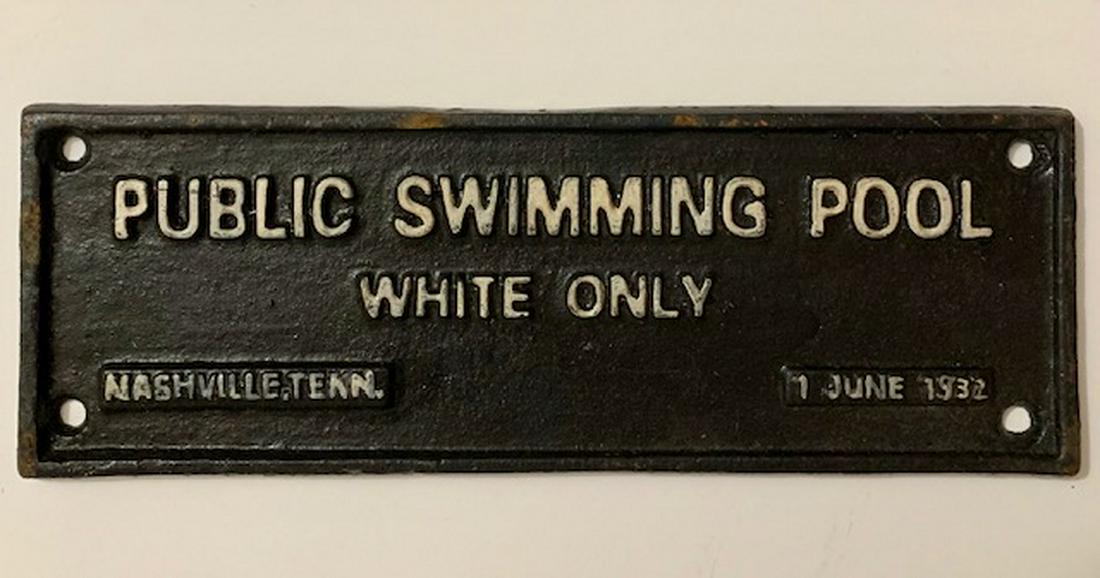 PUBLIC SWIMMING POOL
WHITE ONLY
NASHVILLE, TENN.
1 JUNE 1932